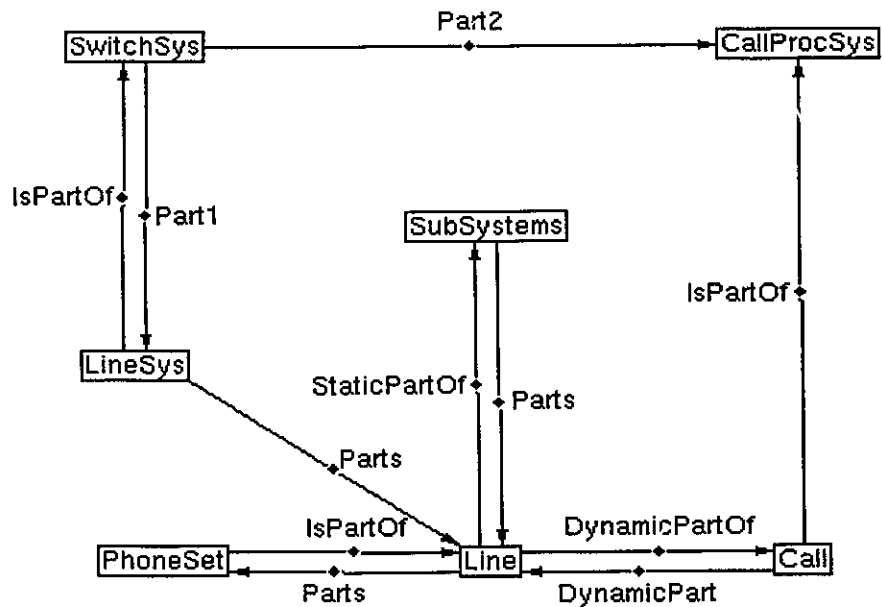 Part2
SwitchSys
CallProcSys
IsPartOf
Part1
SubSystems
IsPartOf
LineSys
StaticPartOf
Parts
Parts
IsPartOf
DynamicPartOf
PhoneSet
Line
Call
Parts
DynamicPart